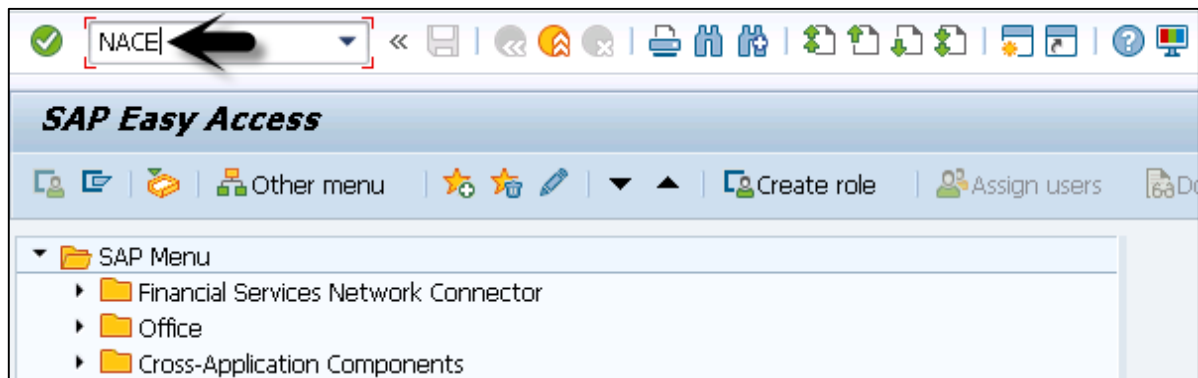 NACE
SAP Easy Access
Other menu Create role Assign users Do
SAP Menu
Financial Services Network Connector
Office
Cross-Application Components